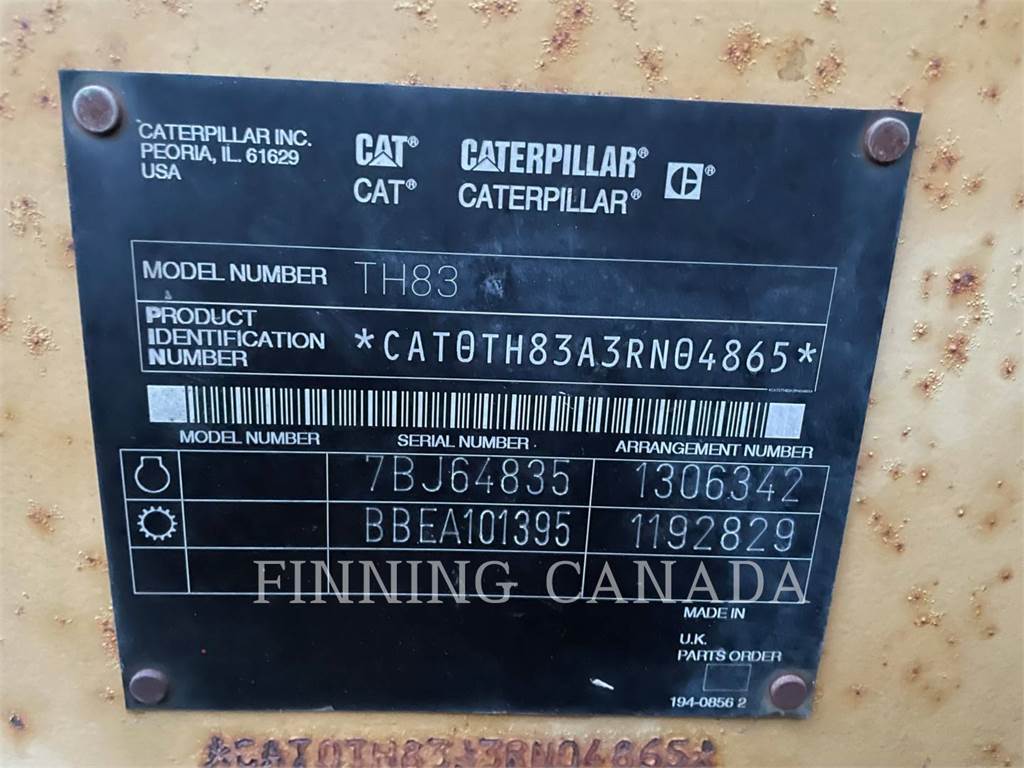 CATERPILLAR INC.
PEORIA, IL. 61629
USA
CAT® CATERPILLAR® C®
CAT® CATERPILLAR®
MODEL NUMBER TH83
PRODUCT
IDENTIFICATION
NUMBER
*CAT0TH83A3RN04865*
MODEL NUMBER SERIAL NUMBER ARRANGEMENT NUMBER
7BJ64835 1306342
BBEA101395 1192829
FINNING CANADA
MADE IN
U.K.
PARTS ORDER
194-0856 2
*CAT0TH83A3RN04865*